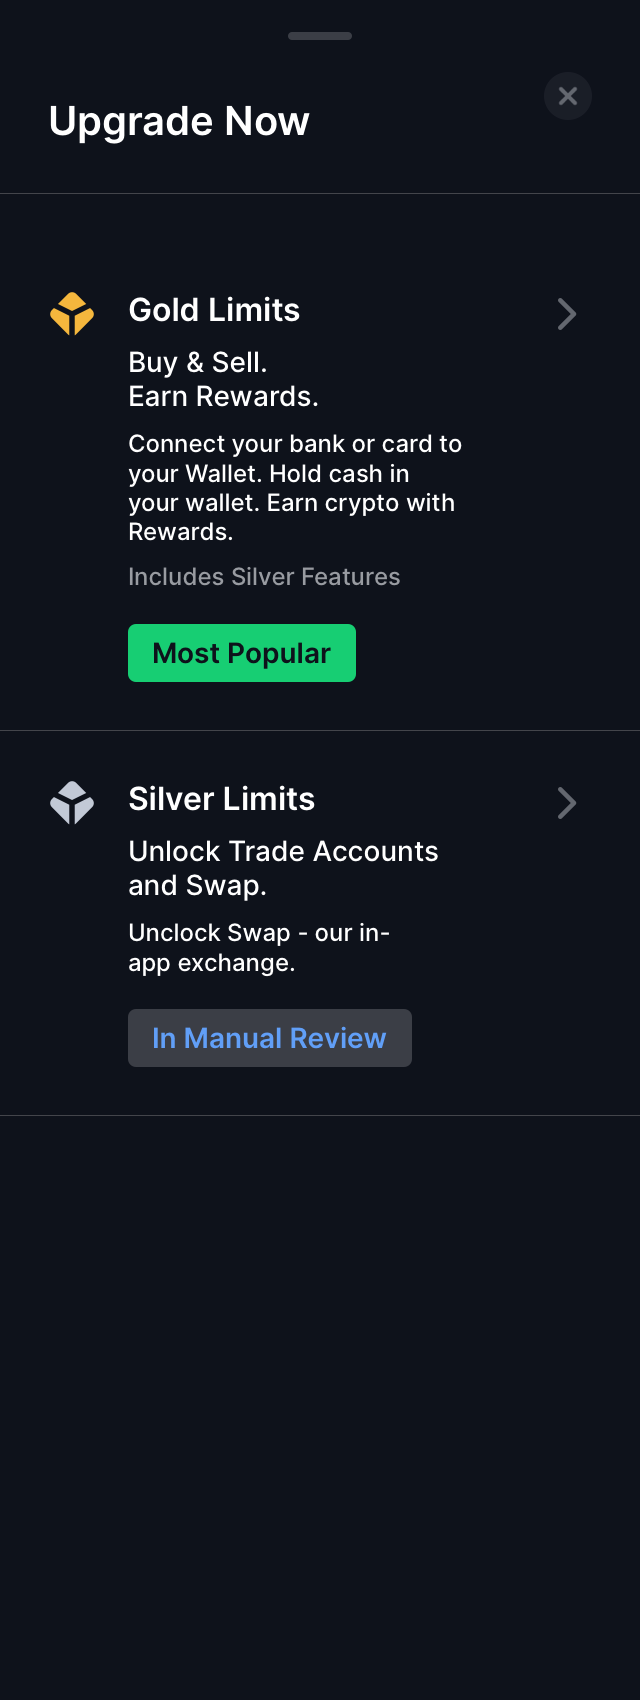 Upgrade Now
Gold Limits
Buy & Sell.
Earn Rewards.
Connect your bank or card to
your Wallet. Hold cash in
your wallet. Earn crypto with
Rewards.
Includes Silver Features
Most Popular
Silver Limits
Unlock Trade Accounts
and Swap.
Unclock Swap - our in-
app exchange.
In Manual Review